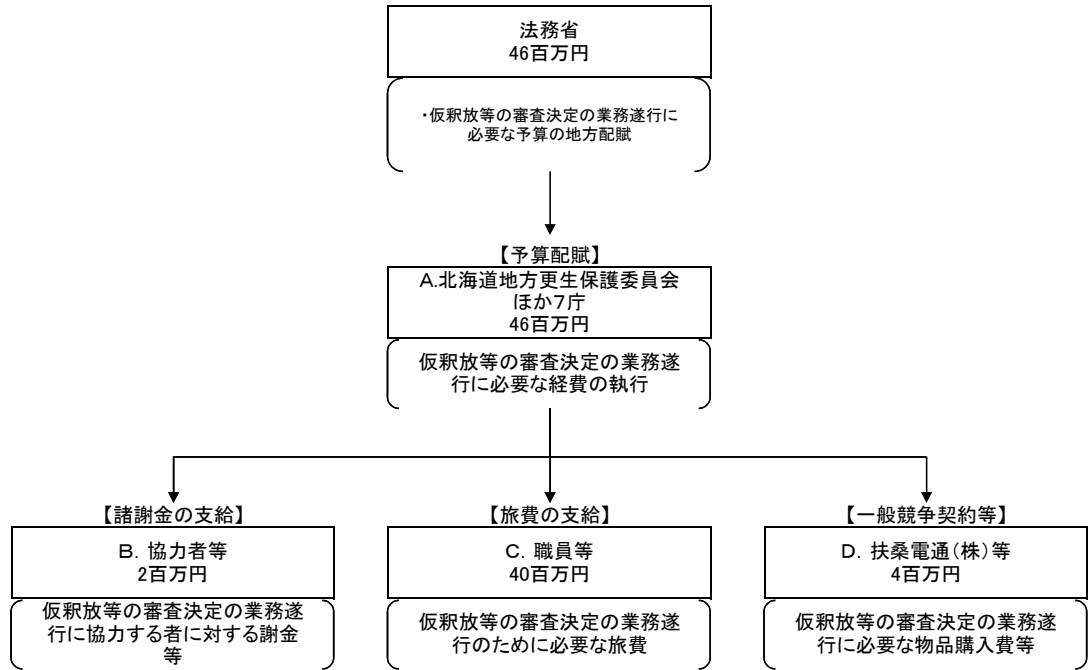 法務省
46百万円
・仮釈放等の審査決定の業務遂行に
必要な予算の地方配賦
【予算配賦】
A.北海道地方更生保護委員会
ほか7庁
46百万円
仮釈放等の審査決定の業務遂
行に必要な経費の執行
【諸謝金の支給】
B．協力者等
2百万円
仮釈放等の審査決定の業務遂
行に協力する者に対する謝金
等
【旅費の支給】
C．職員等
40百万円
仮釈放等の審査決定の業務遂
行のために必要な旅費
【一般競争契約等】
D．扶桑電通（株）等
4百万円
仮釈放等の審査決定の業務遂
行に必要な物品購入費等